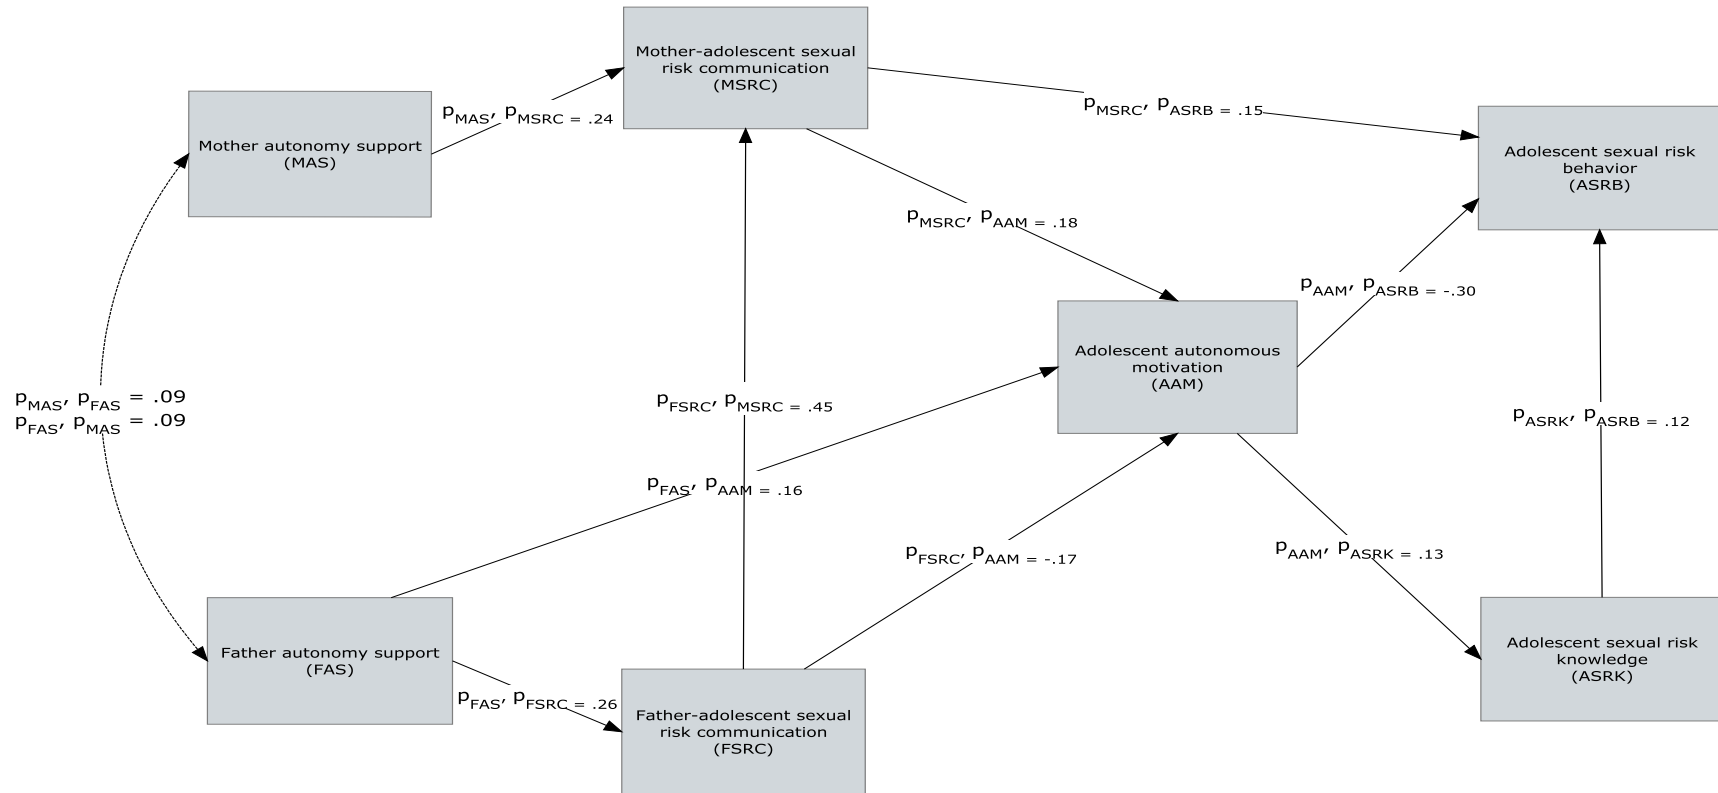 Mother-adolescent sexual
risk communication
(MSRC)
Mother autonomy support
(MAS)
pMAS, pMSRC = .24
pMSRC, pASRB = .15
Adolescent sexual risk
behavior
(ASRB)
pMSRC, pAAM = .18
pAAM, pASRB = -.30
Adolescent autonomous
motivation
(AAM)
pMAS, pFAS = .09
pFAS, pMAS = .09
pFSRC, pMSRC = .45
pASRK, pASRB = .12
pFAS, pAAM = .16
pFSRC, pAAM = -.17
pAAM, pASRK = .13
Father autonomy support
(FAS)
pFAS, pFSRC = .26
Father-adolescent sexual
risk communication
(FSRC)
Adolescent sexual risk
knowledge
(ASRK)